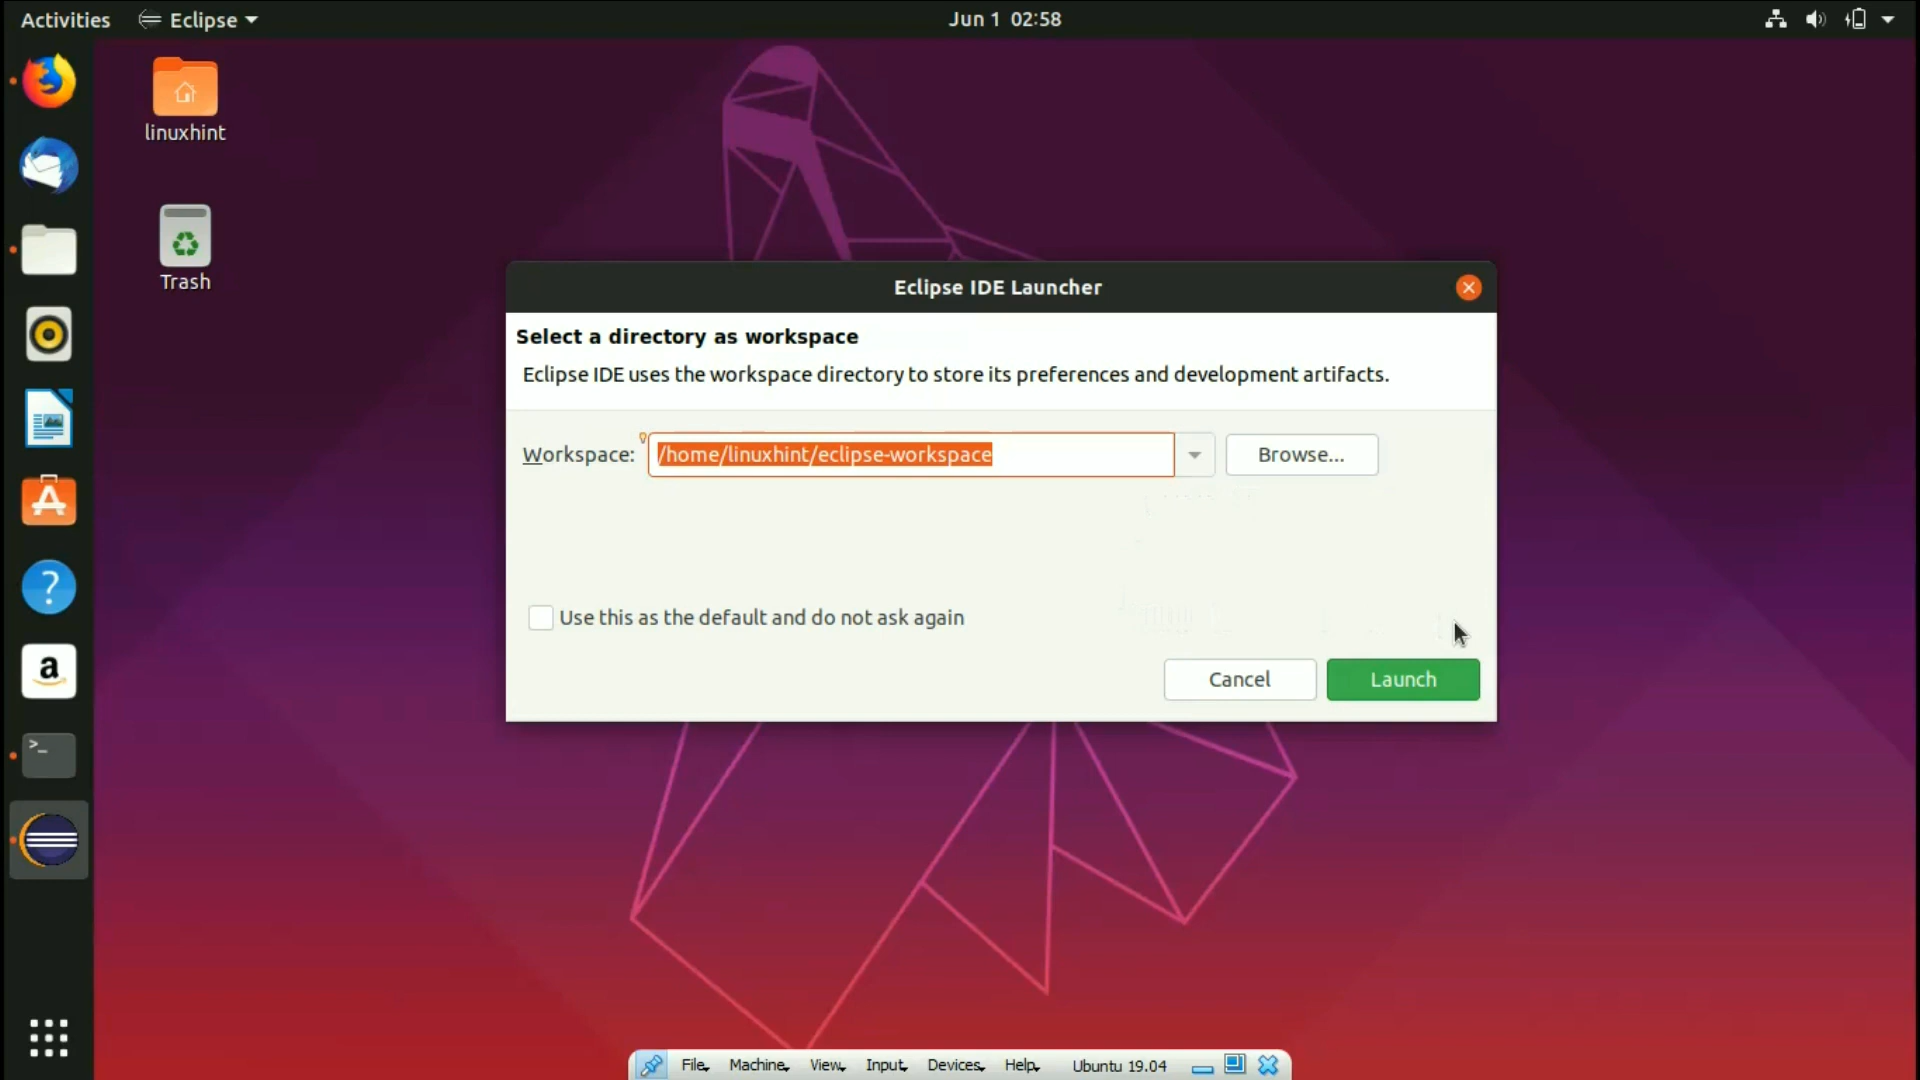 Activities Eclipse Jun 1 02:58
linuxhint
Trash
Eclipse IDE Launcher
Select a directory as workspace
Eclipse IDE uses the workspace directory to store its preferences and development artifacts.
Workspace: /home/linuxhint/eclipse-workspace Browse...
Use this as the default and do not ask again
Cancel Launch
File Machine View Input Devices Help Ubuntu 19.04